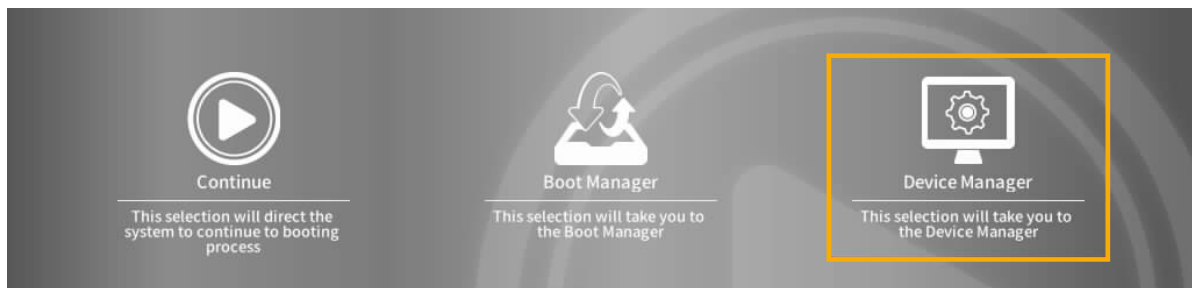 Continue
This selection will direct the
system to continue to booting
process
Boot Manager
This selection will take you to
the Boot Manager
Device Manager
This selection will take you to
the Device Manager